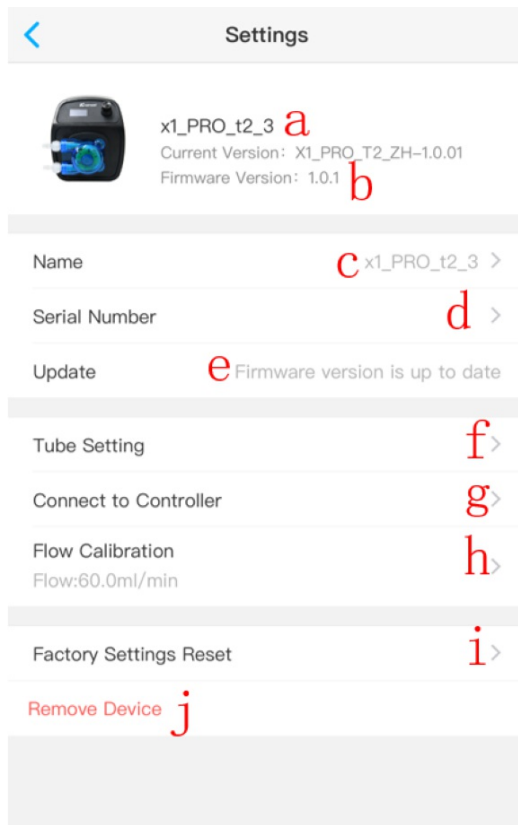 Settings
x1_PRO_t2_3 a
Current Version: X1_PRO_T2_ZH-1.0.01
Firmware Version: 1.0.1 b
Name c x1_PRO_t2_3 >
Serial Number d >
Update e Firmware version is up to date
Tube Setting f >
Connect to Controller g >
Flow Calibration h >
Flow:60.0ml/min
Factory Settings Reset i >
Remove Device j